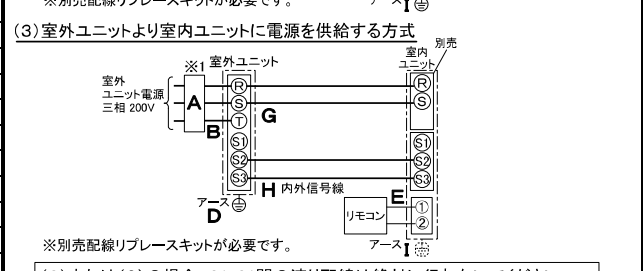 ※別売配線リプレースキットが必要です。
アース I
(3)室外ユニットより室内ユニットに電源を供給する方式
※1 室外ユニット
室内ユニット
別売
室外ユニット電源
三相 200V
A
B
R
S
T
S1
S2
S3
G
H 内外信号線
R
S
S1
S2
S3
E
①
②
リモコン
アース
D
アース I
※別売配線リプレースキットが必要です。